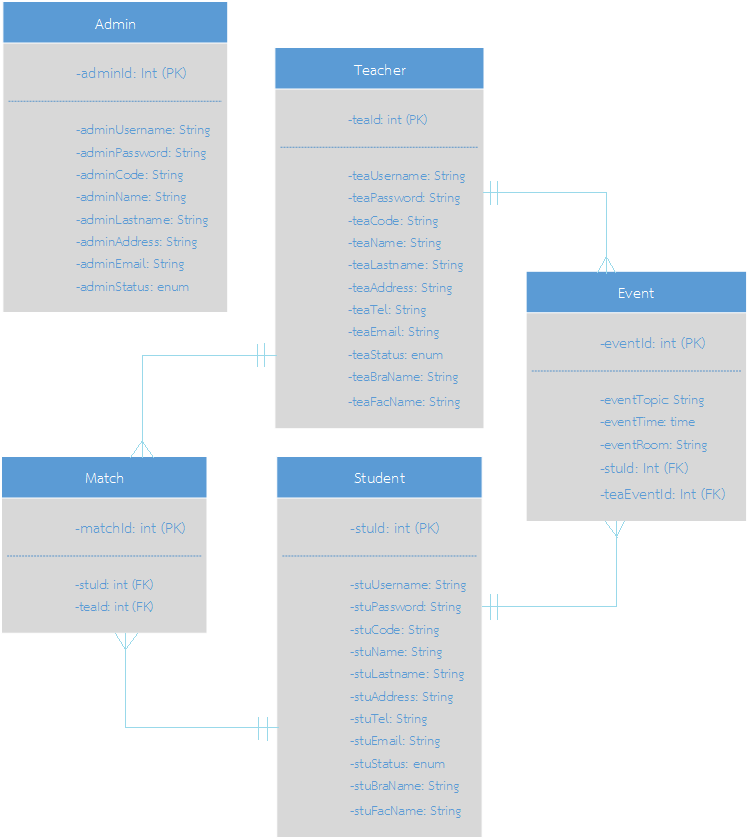 Admin
-adminId: Int (PK)
-adminUsername: String
-adminPassword: String
-adminCode: String
-adminName: String
-adminLastname: String
-adminAddress: String
-adminEmail: String
-adminStatus: enum
Teacher
-teaId: int (PK)
-teaUsername: String
-teaPassword: String
-teaCode: String
-teaName: String
-teaLastname: String
-teaAddress: String
-teaTel: String
-teaEmail: String
-teaStatus: enum
-teaBraName: String
-teaFacName: String
Event
-eventId: int (PK)
-eventTopic: String
-eventTime: time
-eventRoom: String
-stuId: Int (FK)
-teaEventId: Int (FK)
Match
-matchId: int (PK)
-stuId: int (FK)
-teaId: int (FK)
Student
-stuId: int (PK)
-stuUsername: String
-stuPassword: String
-stuCode: String
-stuName: String
-stuLastname: String
-stuAddress: String
-stuTel: String
-stuEmail: String
-stuStatus: enum
-stuBraName: String
-stuFacName: String